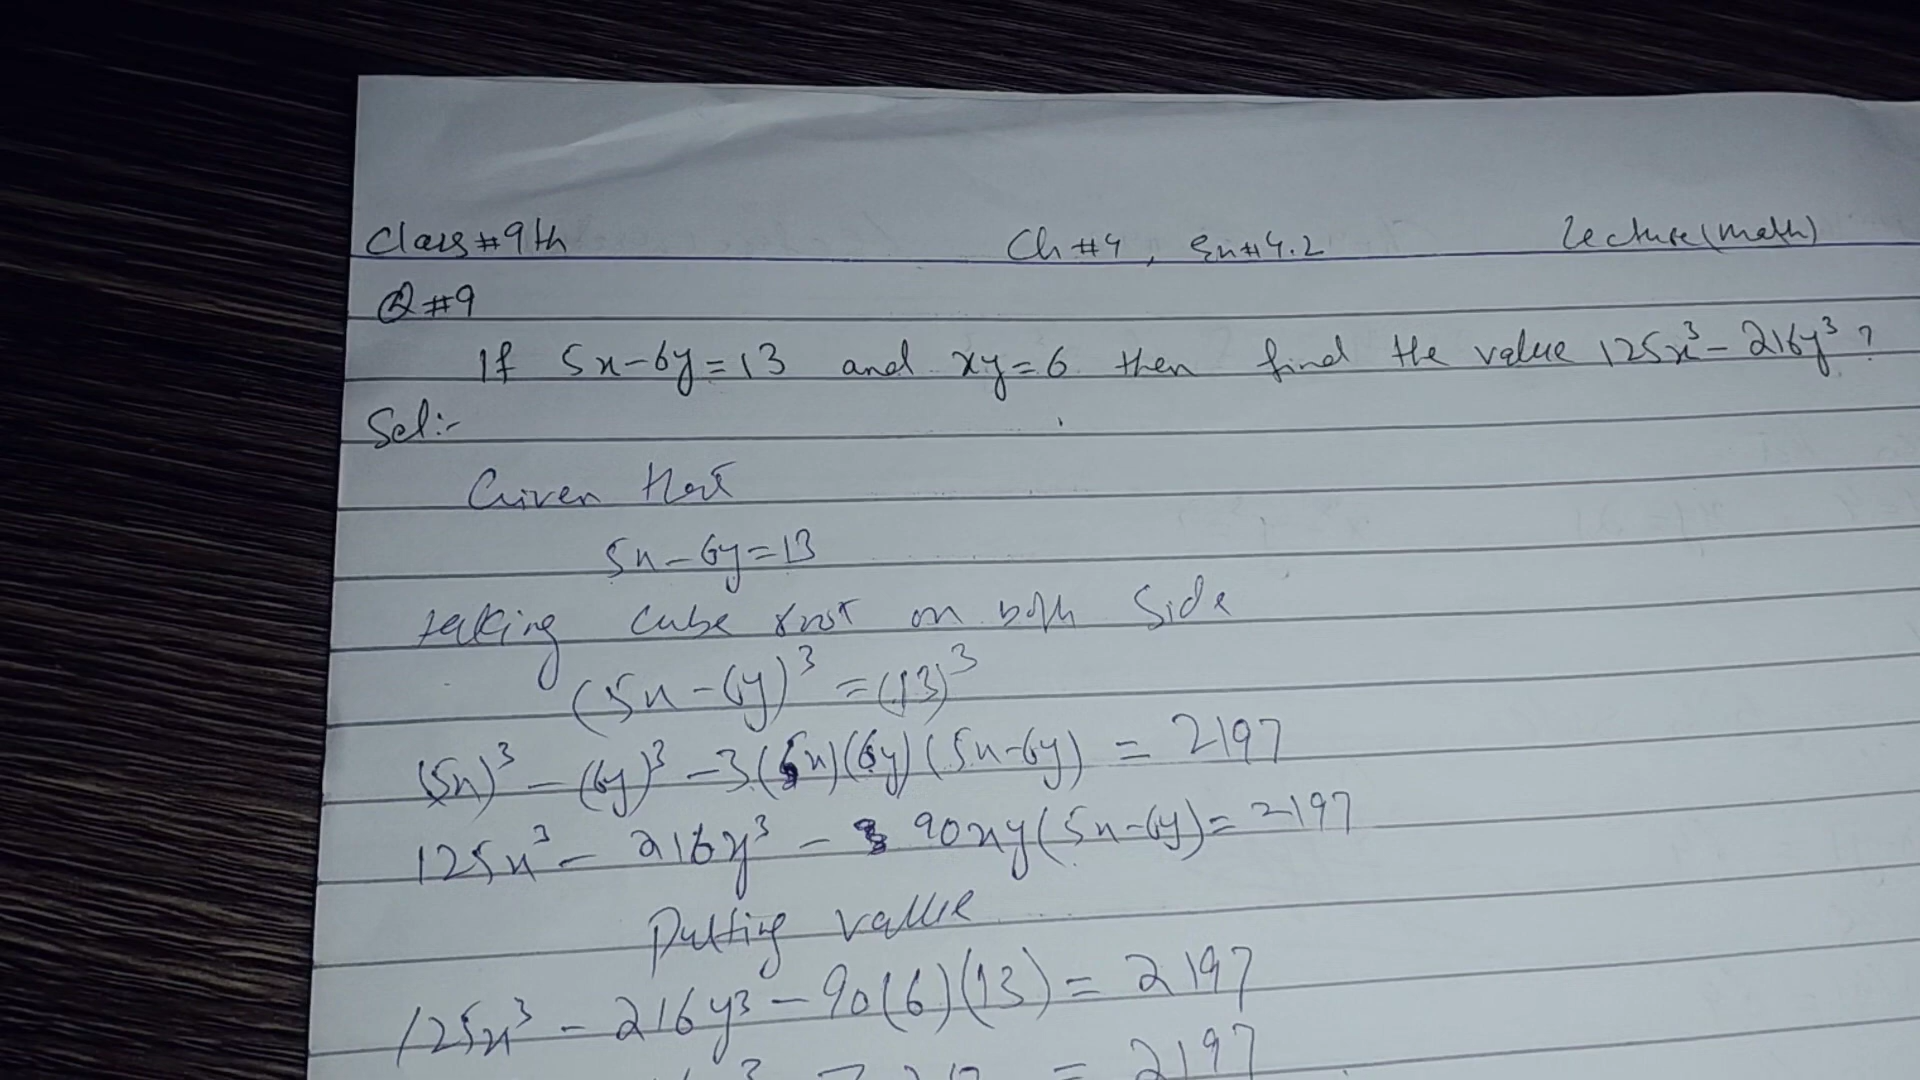 Class #9th Ch #4, Ex#4.2 Lecture(math)
Q #9
If 5x-6y=13 and xy=6 then find the value 125x³-216y³?
Sol:-
Given that
5x-6y=13
taking cube root on both side
(5x-6y)³=(13)³
(5x)³-(6y)³-3(5x)(6y)(5x-6y) = 2197
125x³-216y³-90xy(5x-6y)=2197
Putting value
125x³-216y³-90(6)(13)=2197
= 2197